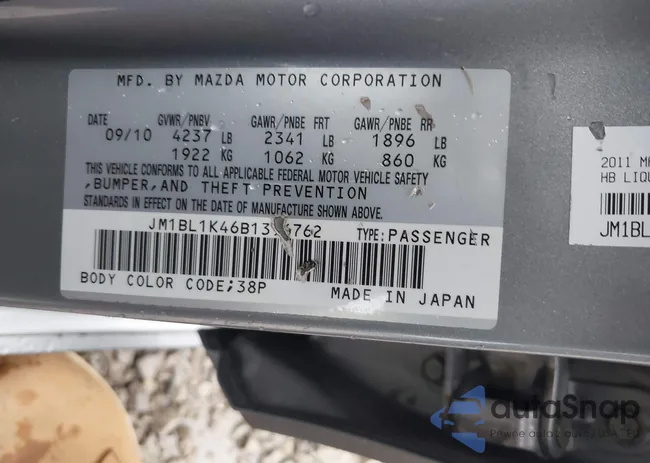 MFD. BY MAZDA MOTOR CORPORATION
DATE GVWR/PNBV GAWR/PNBE FRT GAWR/PNBE RR
09/10 4237 LB 2341 LB 1896 LB
1922 KG 1062 KG 860 KG
THIS VEHICLE CONFORMS TO ALL APPLICABLE FEDERAL MOTOR VEHICLE SAFETY
,BUMPER,AND THEFT PREVENTION
STANDARDS IN EFFECT ON THE DATE OF MANUFACTURE SHOWN ABOVE.
TYPE:PASSENGER
BODY COLOR CODE;38P MADE IN JAPAN
2011 MA
HB LIQU
JM1BL
autoSnap